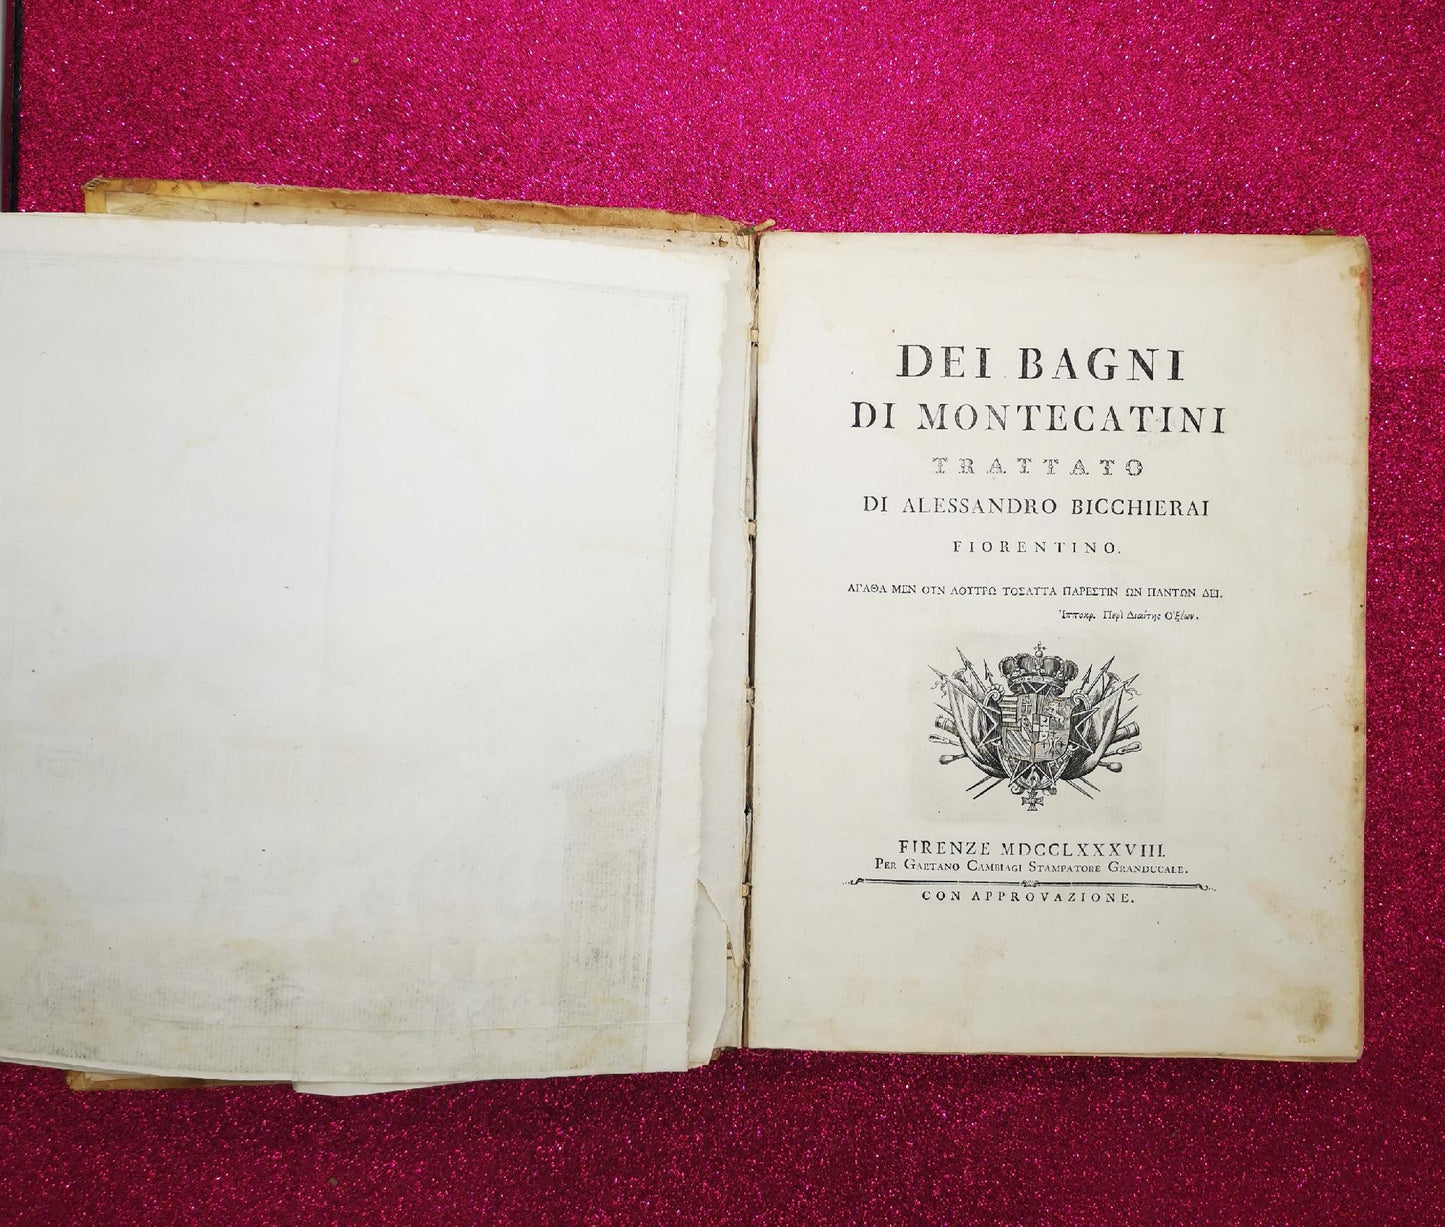 DEI BAGNI
DI MONTECATINI
TRATTATO
DI ALESSANDRO BICCHIERAI
FIORENTINO.
ΑΓΑΘΑ ΜΕΝ ΟΥΝ ΛΟΥΤΡΩ ΤΟΣΑΥΤΑ ΠΑΡΕΣΤΙΝ ΩΝ ΠΑΝΤΩΝ ΔΕΙ.
Ἱπποκρ. Περὶ Διαίτης Ὀξέων.
FIRENZE MDCCLXXXVIII.
PER GAETANO CAMBIAGI STAMPATORE GRANDUCALE.
CON APPROVAZIONE.